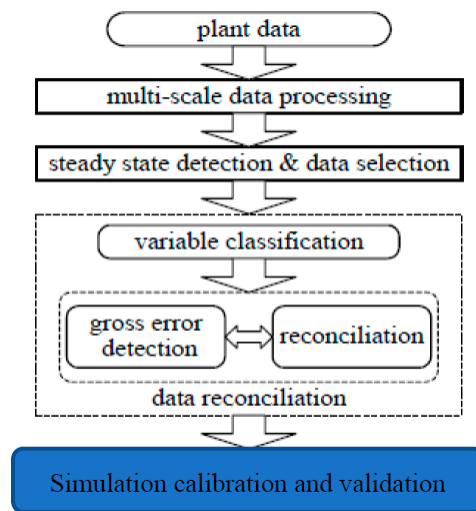 plant data
multi-scale data processing
steady state detection & data selection
variable classification
gross error
detection
reconciliation
data reconciliation
Simulation calibration and validation